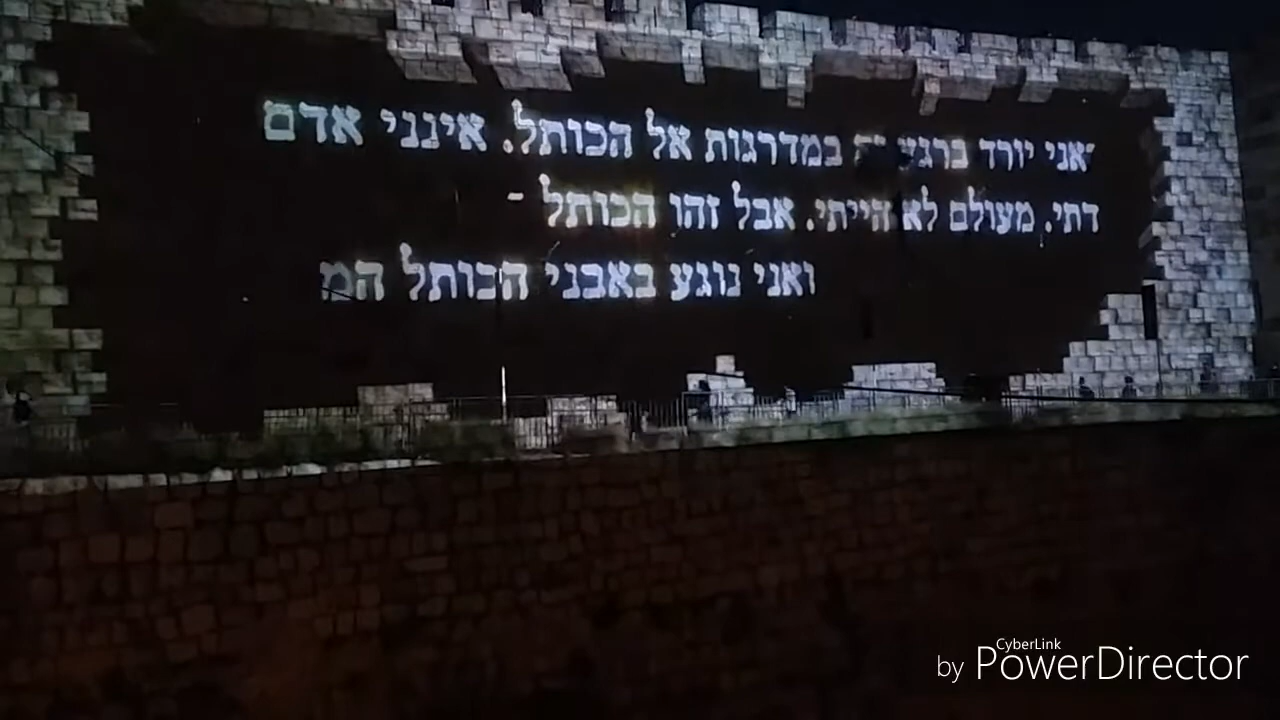 "אני יורד ברגע זה במדרגות אל הכותל. אינני אדם
דתי. מעולם לא הייתי. אבל זהו הכותל -
ואני נוגע באבני הכותל המ
CyberLink
by PowerDirector